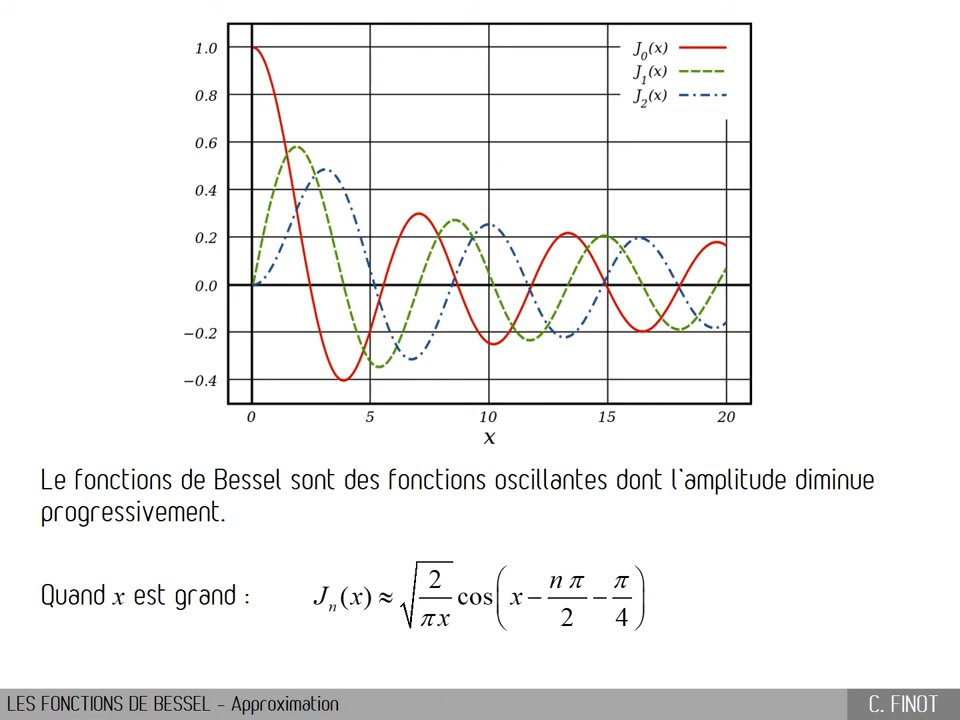 1.0
0.8
0.6
0.4
0.2
0.0
−0.2
−0.4
J0(x)
J1(x)
J2(x)
0 5 10 15 20
x
Le fonctions de Bessel sont des fonctions oscillantes dont l'amplitude diminue
progressivement.
Quand x est grand : J_n(x) ≈ √(2/(πx)) cos(x − nπ/2 − π/4)
LES FONCTIONS DE BESSEL - Approximation
C. FINOT